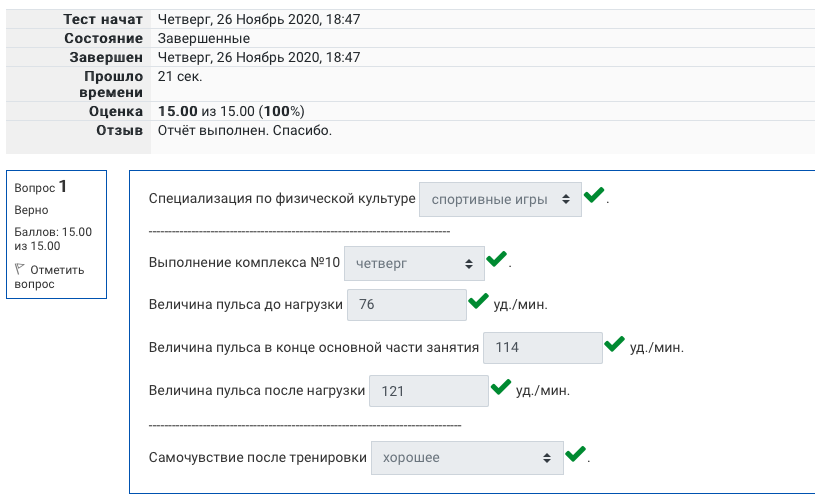 Тест начат Четверг, 26 Ноябрь 2020, 18:47
Состояние Завершенные
Завершен Четверг, 26 Ноябрь 2020, 18:47
Прошло времени 21 сек.
Оценка 15.00 из 15.00 (100%)
Отзыв Отчёт выполнен. Спасибо.
Вопрос 1
Верно
Баллов: 15.00
из 15.00
Отметить
вопрос
Специализация по физической культуре спортивные игры .
Выполнение комплекса №10 четверг .
Величина пульса до нагрузки 76 уд./мин.
Величина пульса в конце основной части занятия 114 уд./мин.
Величина пульса после нагрузки 121 уд./мин.
Самочувствие после тренировки хорошее .